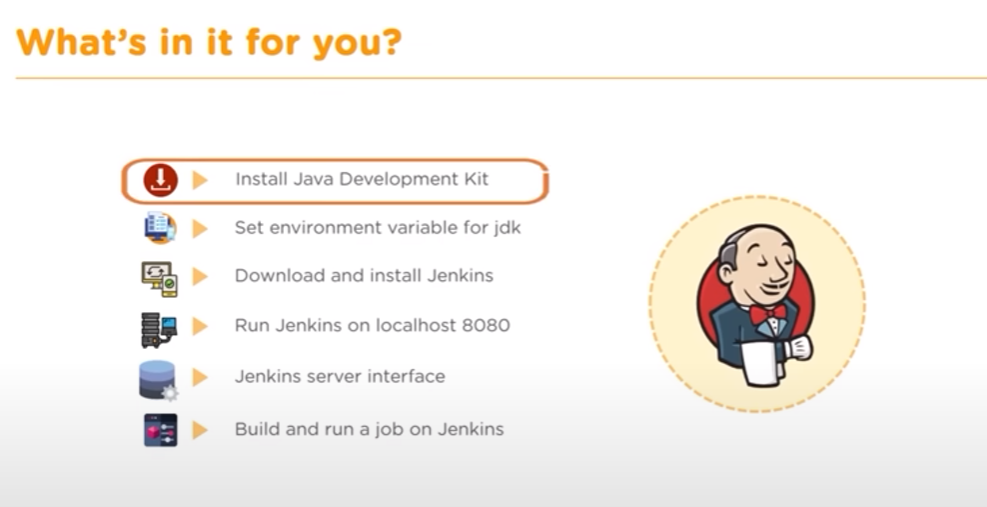 What's in it for you?
Install Java Development Kit
Set environment variable for jdk
Download and install Jenkins
Run Jenkins on localhost 8080
Jenkins server interface
Build and run a job on Jenkins